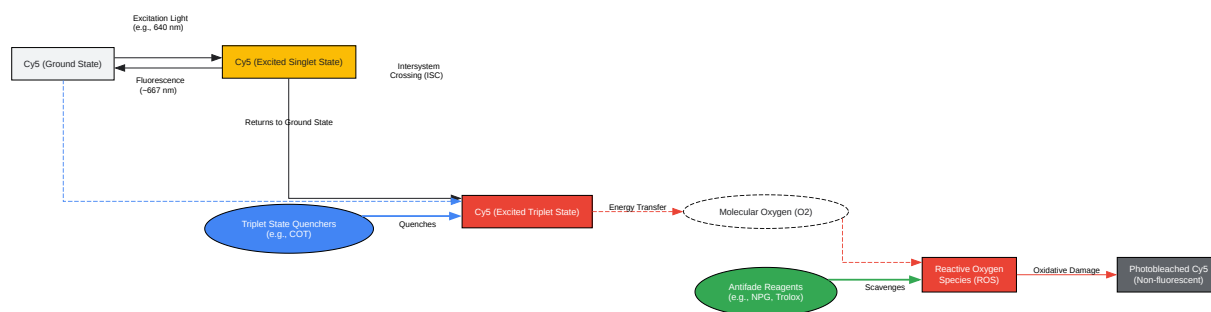 Excitation Light
(e.g., 640 nm)
Cy5 (Ground State)
Cy5 (Excited Singlet State)
Fluorescence
(~667 nm)
Intersystem
Crossing (ISC)
Returns to Ground State
Triplet State Quenchers
(e.g., COT)
Quenches
Cy5 (Excited Triplet State)
Energy Transfer
Molecular Oxygen (O2)
Antifade Reagents
(e.g., NPG, Trolox)
Scavenges
Reactive Oxygen
Species (ROS)
Oxidative Damage
Photobleached Cy5
(Non-fluorescent)